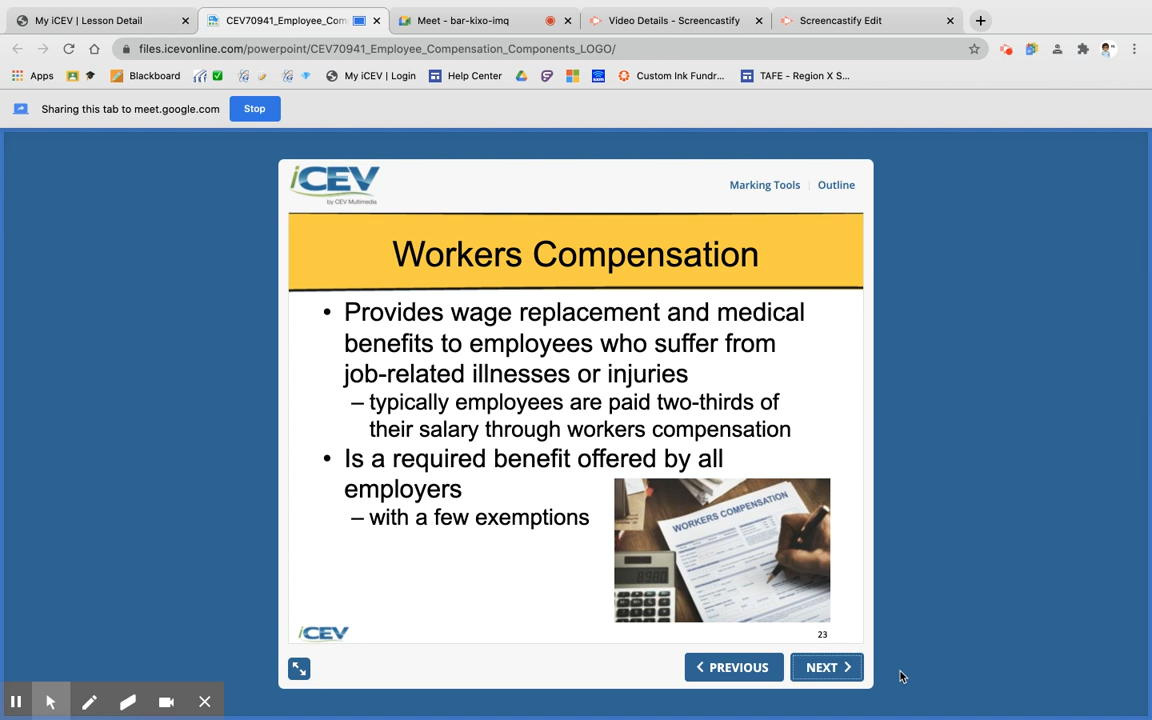 My iCEV | Lesson Detail
CEV70941_Employee_Com
Meet - bar-kixo-imq
Video Details - Screencastify
Screencastify Edit
files.icevonline.com/powerpoint/CEV70941_Employee_Compensation_Components_LOGO/
Apps
Blackboard
My iCEV | Login
Help Center
Custom Ink Fundr...
TAFE - Region X S...
Sharing this tab to meet.google.com
Stop
iCEV
by CEV Multimedia
Marking Tools | Outline
Workers Compensation
• Provides wage replacement and medical
benefits to employees who suffer from
job-related illnesses or injuries
– typically employees are paid two-thirds of
their salary through workers compensation
• Is a required benefit offered by all
employers
– with a few exemptions
WORKERS COMPENSATION
iCEV
23
PREVIOUS
NEXT